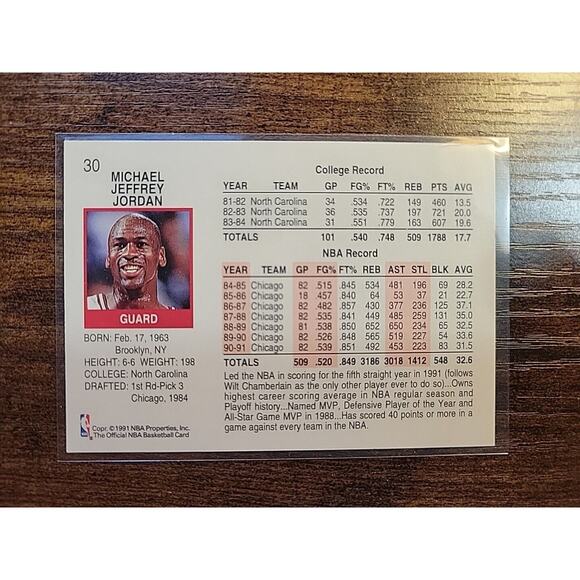 30
MICHAEL
JEFFREY
JORDAN
GUARD
BORN: Feb. 17, 1963
Brooklyn, NY
HEIGHT: 6-6 WEIGHT: 198
COLLEGE: North Carolina
DRAFTED: 1st Rd-Pick 3
Chicago, 1984
NBA
Copr. ©1991 NBA Properties, Inc.
The Official NBA Basketball Card
College Record
YEAR TEAM GP FG% FT% REB PTS AVG
81-82 North Carolina 34 .534 .722 149 460 13.5
82-83 North Carolina 36 .535 .737 197 721 20.0
83-84 North Carolina 31 .551 .779 163 607 19.6
TOTALS 101 .540 .748 509 1788 17.7
NBA Record
YEAR TEAM GP FG% FT% REB AST STL BLK AVG
84-85 Chicago 82 .515 .845 534 481 196 69 28.2
85-86 Chicago 18 .457 .840 64 53 37 21 22.7
86-87 Chicago 82 .482 .857 430 377 236 125 37.1
87-88 Chicago 82 .535 .841 449 485 259 131 35.0
88-89 Chicago 81 .538 .850 652 650 234 65 32.5
89-90 Chicago 82 .526 .848 565 519 227 54 33.6
90-91 Chicago 82 .539 .851 492 453 223 83 31.5
TOTALS 509 .520 .849 3186 3018 1412 548 32.6
Led the NBA in scoring for the fifth straight year in 1991 (follows
Wilt Chamberlain as the only other player ever to do so)...Owns
highest career scoring average in NBA regular season and
Playoff history...Named MVP, Defensive Player of the Year and
All-Star Game MVP in 1988...Has scored 40 points or more in a
game against every team in the NBA.